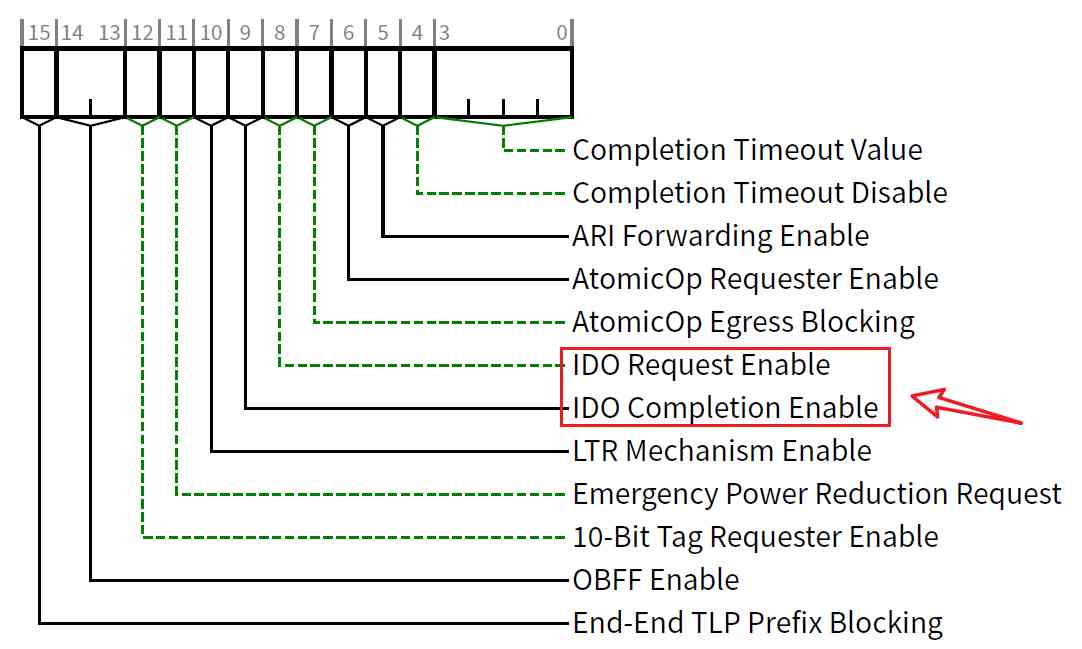 15 14 13 12 11 10 9 8 7 6 5 4 3 0
Completion Timeout Value
Completion Timeout Disable
ARI Forwarding Enable
AtomicOp Requester Enable
AtomicOp Egress Blocking
IDO Request Enable
IDO Completion Enable
LTR Mechanism Enable
Emergency Power Reduction Request
10-Bit Tag Requester Enable
OBFF Enable
End-End TLP Prefix Blocking